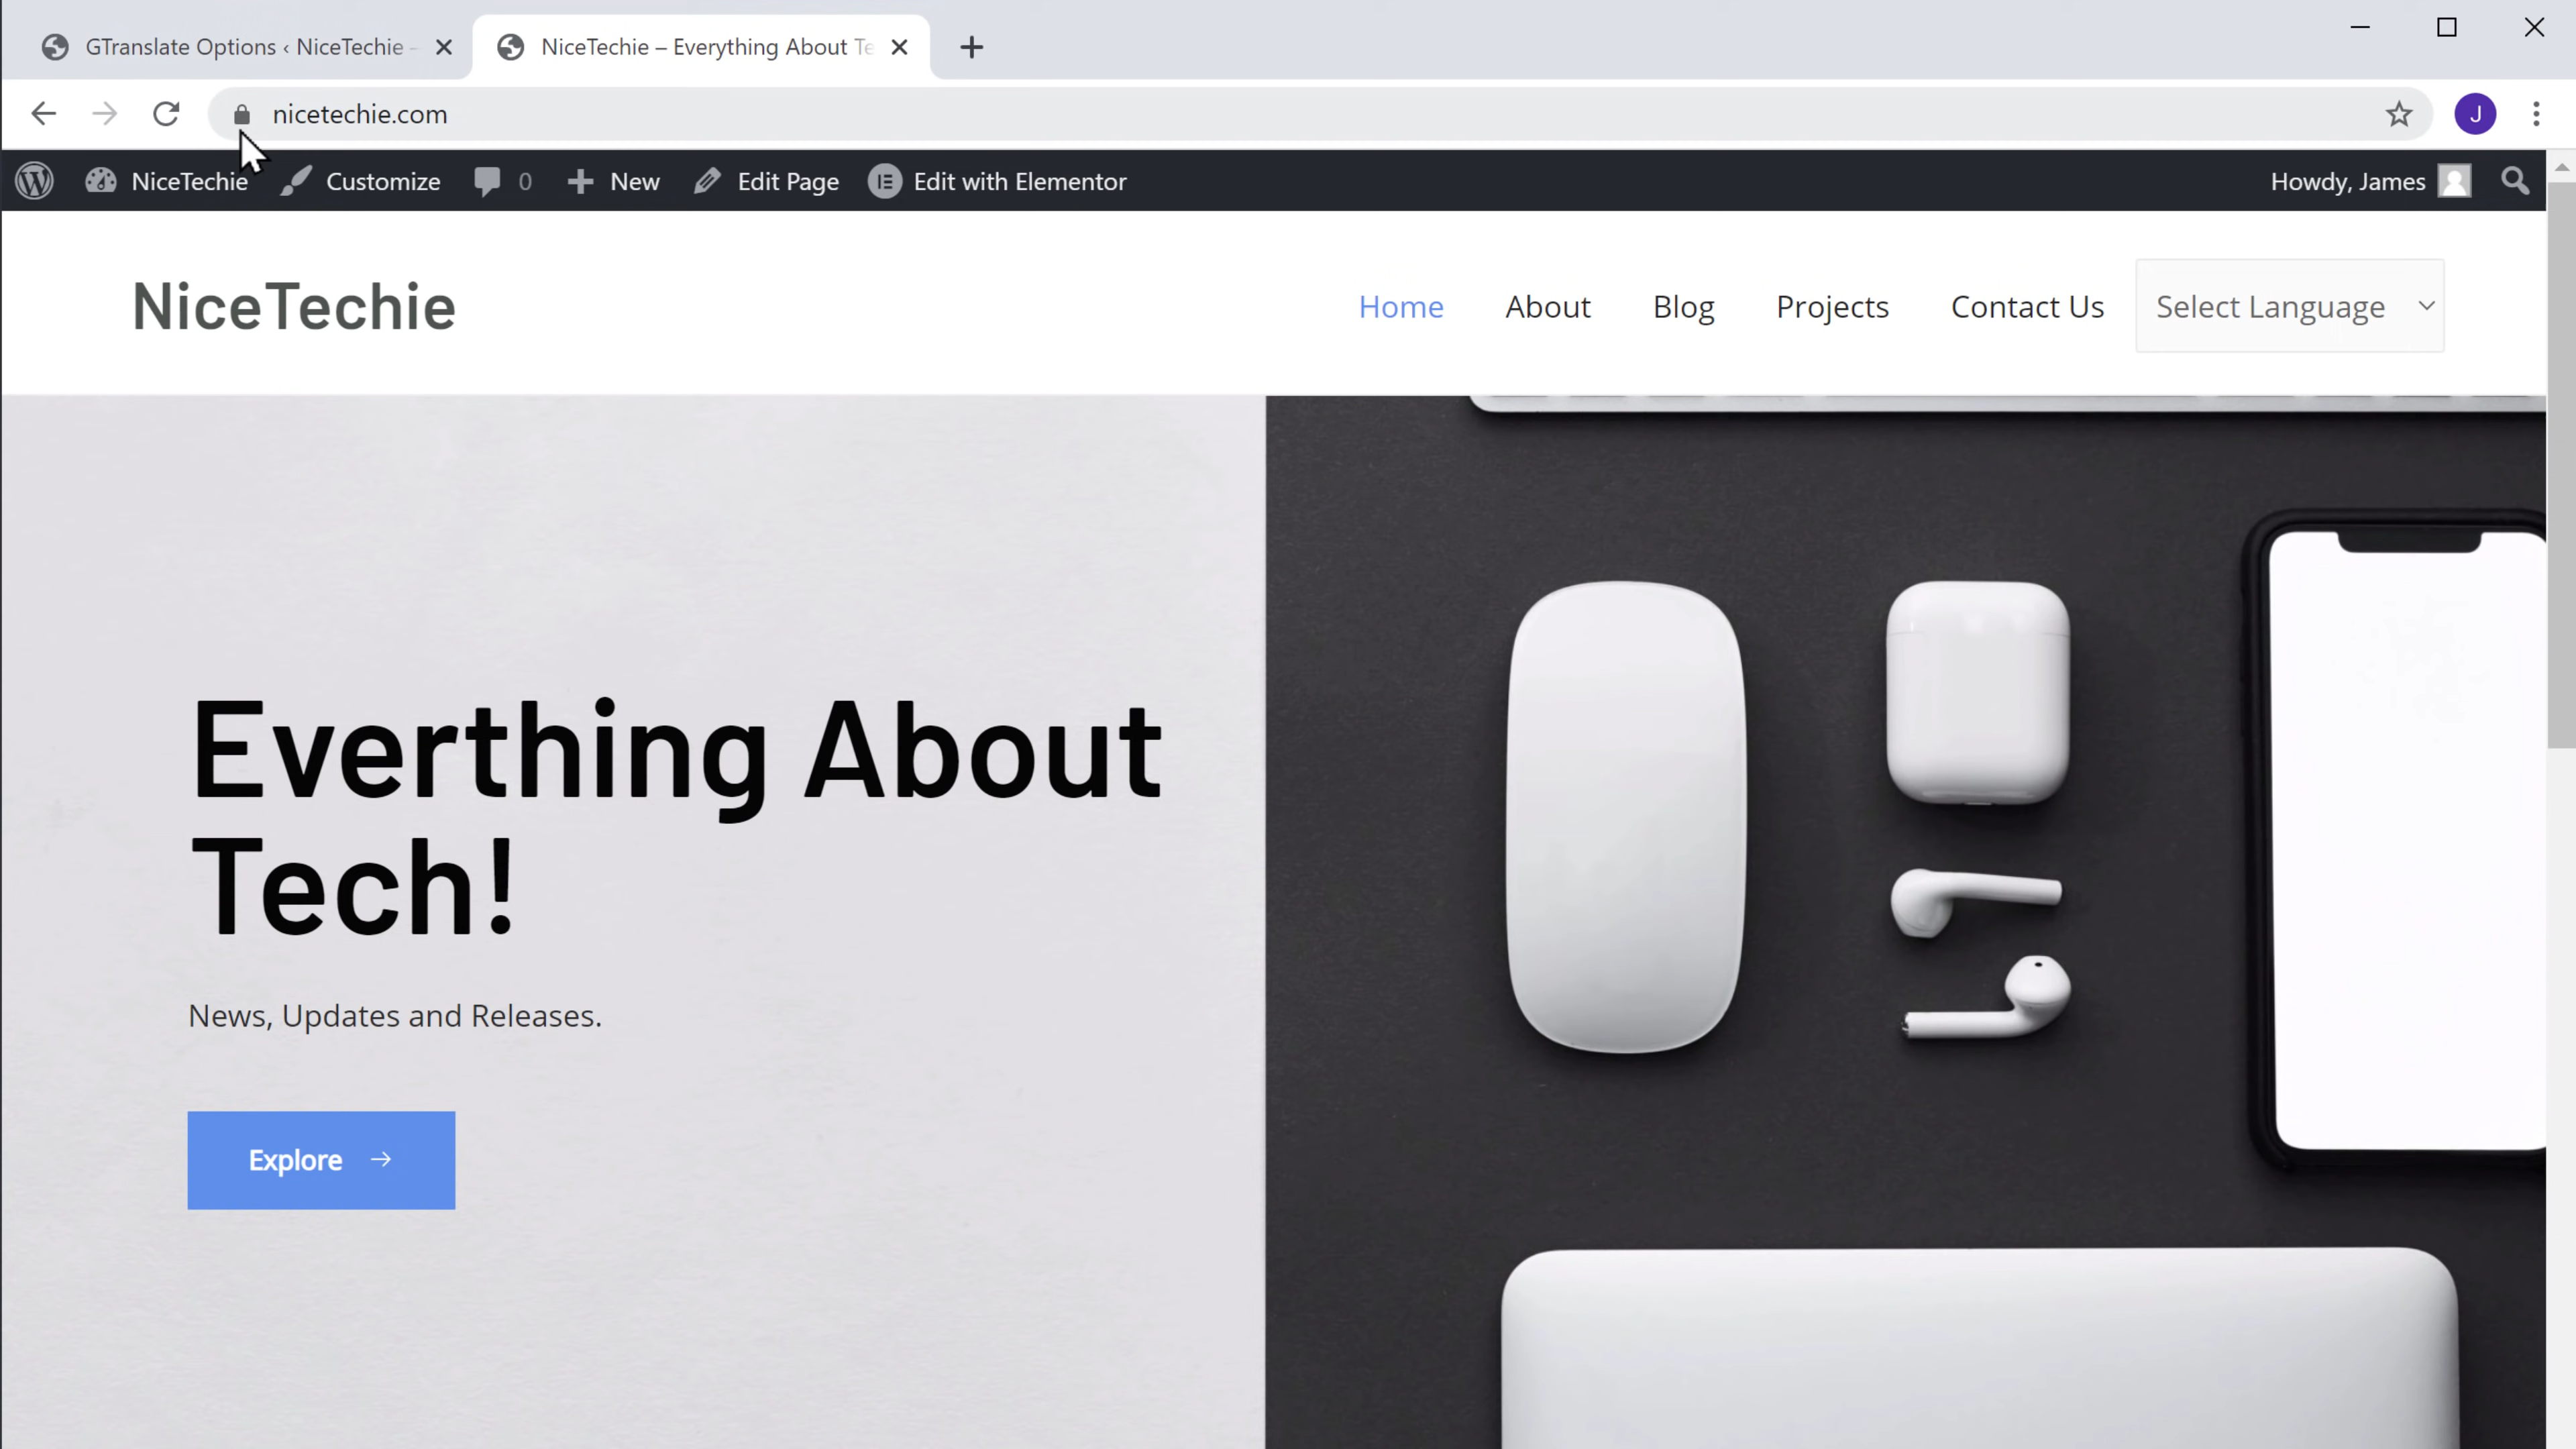 GTranslate Options ‹ NiceTechie –
NiceTechie – Everything About Te
nicetechie.com
J
NiceTechie
Customize
0
New
Edit Page
Edit with Elementor
Howdy, James
NiceTechie
Home
About
Blog
Projects
Contact Us
Select Language
Everthing About
Tech!
News, Updates and Releases.
Explore →